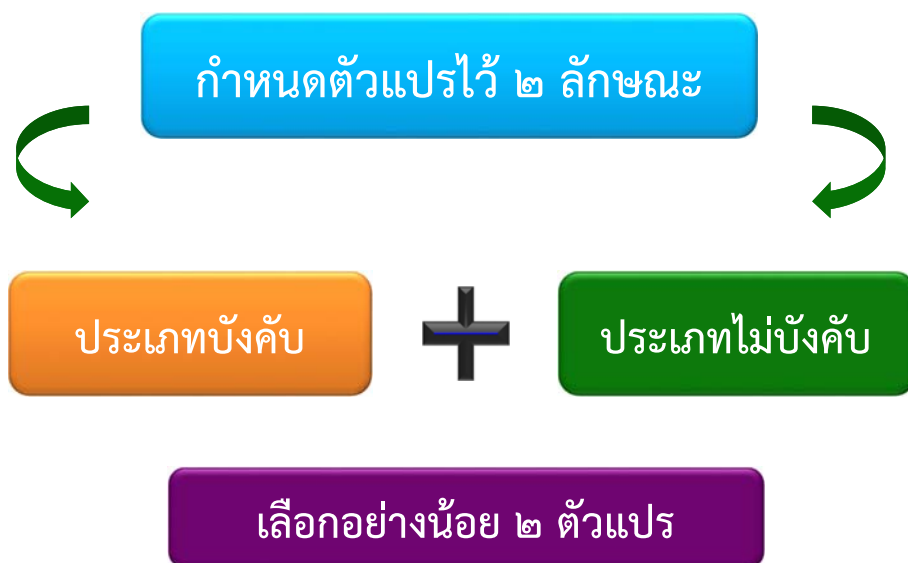 กำหนดตัวแปรไว้ ๒ ลักษณะ
ประเภทบังคับ
ประเภทไม่บังคับ
เลือกอย่างน้อย ๒ ตัวแปร